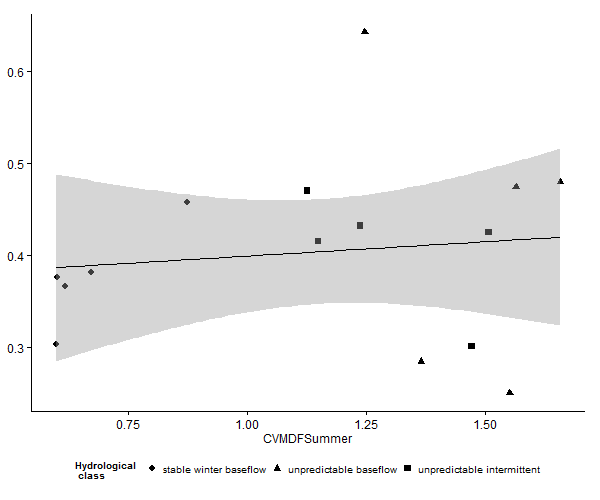 0.6
0.5
0.4
0.3
0.75 1.00 1.25 1.50
CVMDFSummer
Hydrological
class
stable winter baseflow unpredictable baseflow unpredictable intermittent